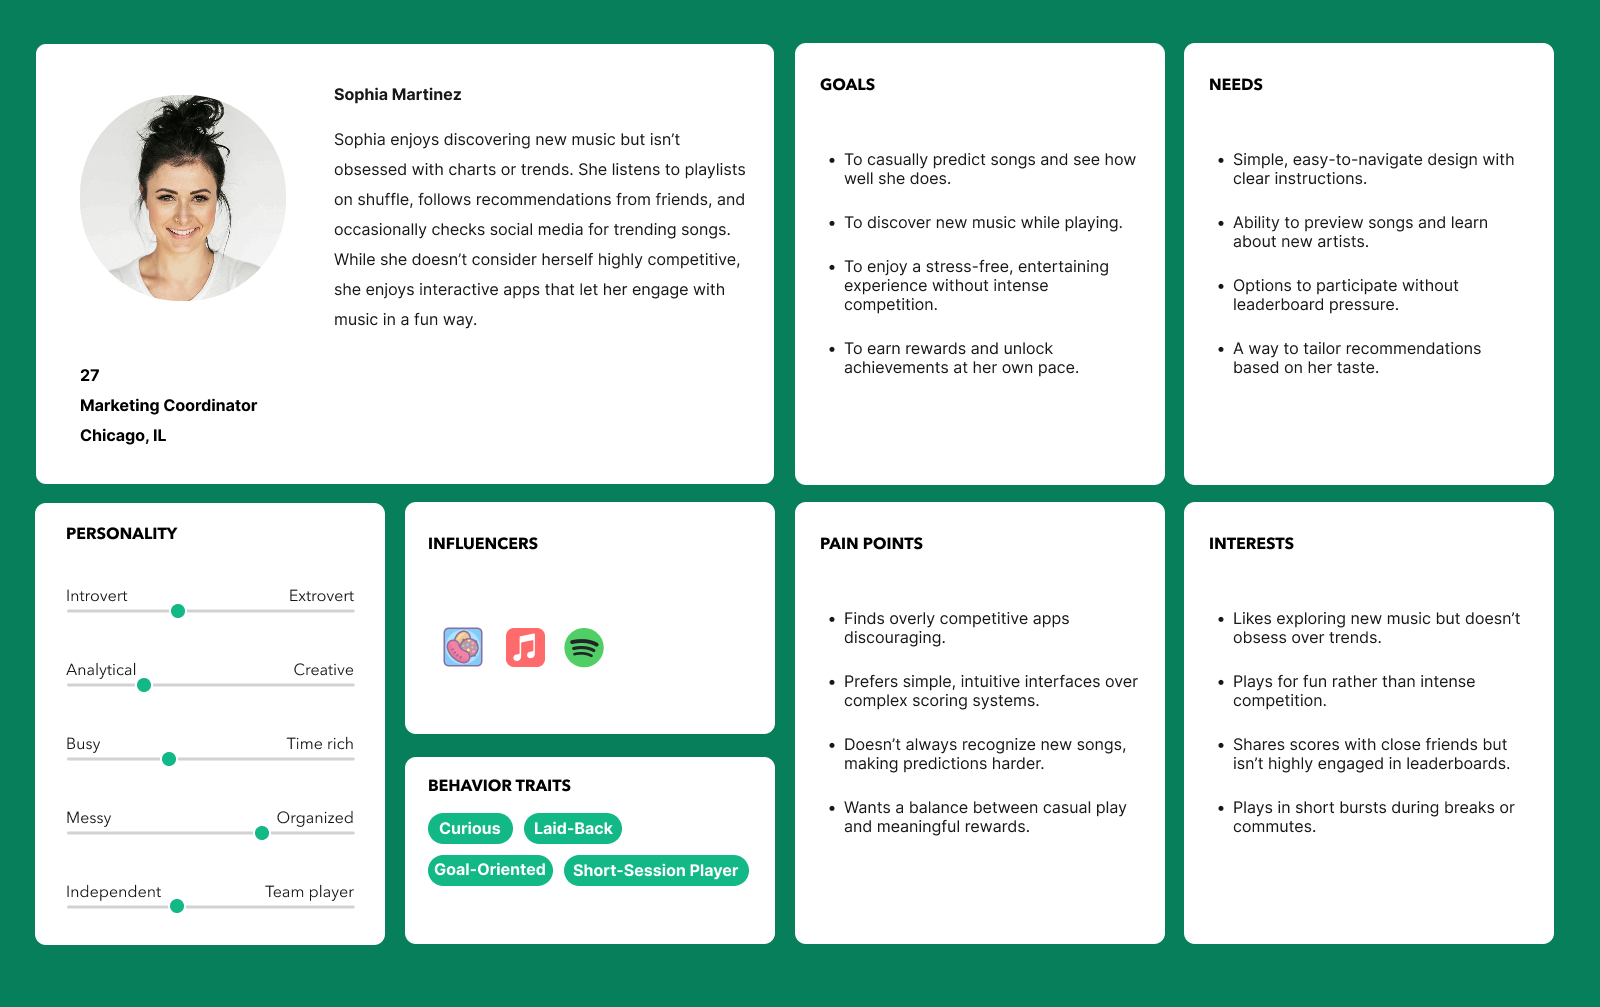 Sophia Martinez
Sophia enjoys discovering new music but isn’t
obsessed with charts or trends. She listens to playlists
on shuffle, follows recommendations from friends, and
occasionally checks social media for trending songs.
While she doesn’t consider herself highly competitive,
she enjoys interactive apps that let her engage with
music in a fun way.
27
Marketing Coordinator
Chicago, IL
GOALS
• To casually predict songs and see how
well she does.
• To discover new music while playing.
• To enjoy a stress-free, entertaining
experience without intense
competition.
• To earn rewards and unlock
achievements at her own pace.
NEEDS
• Simple, easy-to-navigate design with
clear instructions.
• Ability to preview songs and learn
about new artists.
• Options to participate without
leaderboard pressure.
• A way to tailor recommendations
based on her taste.
PERSONALITY
Introvert Extrovert
Analytical Creative
Busy Time rich
Messy Organized
Independent Team player
INFLUENCERS
BEHAVIOR TRAITS
Curious Laid-Back
Goal-Oriented Short-Session Player
PAIN POINTS
• Finds overly competitive apps
discouraging.
• Prefers simple, intuitive interfaces over
complex scoring systems.
• Doesn’t always recognize new songs,
making predictions harder.
• Wants a balance between casual play
and meaningful rewards.
INTERESTS
• Likes exploring new music but doesn’t
obsess over trends.
• Plays for fun rather than intense
competition.
• Shares scores with close friends but
isn’t highly engaged in leaderboards.
• Plays in short bursts during breaks or
commutes.